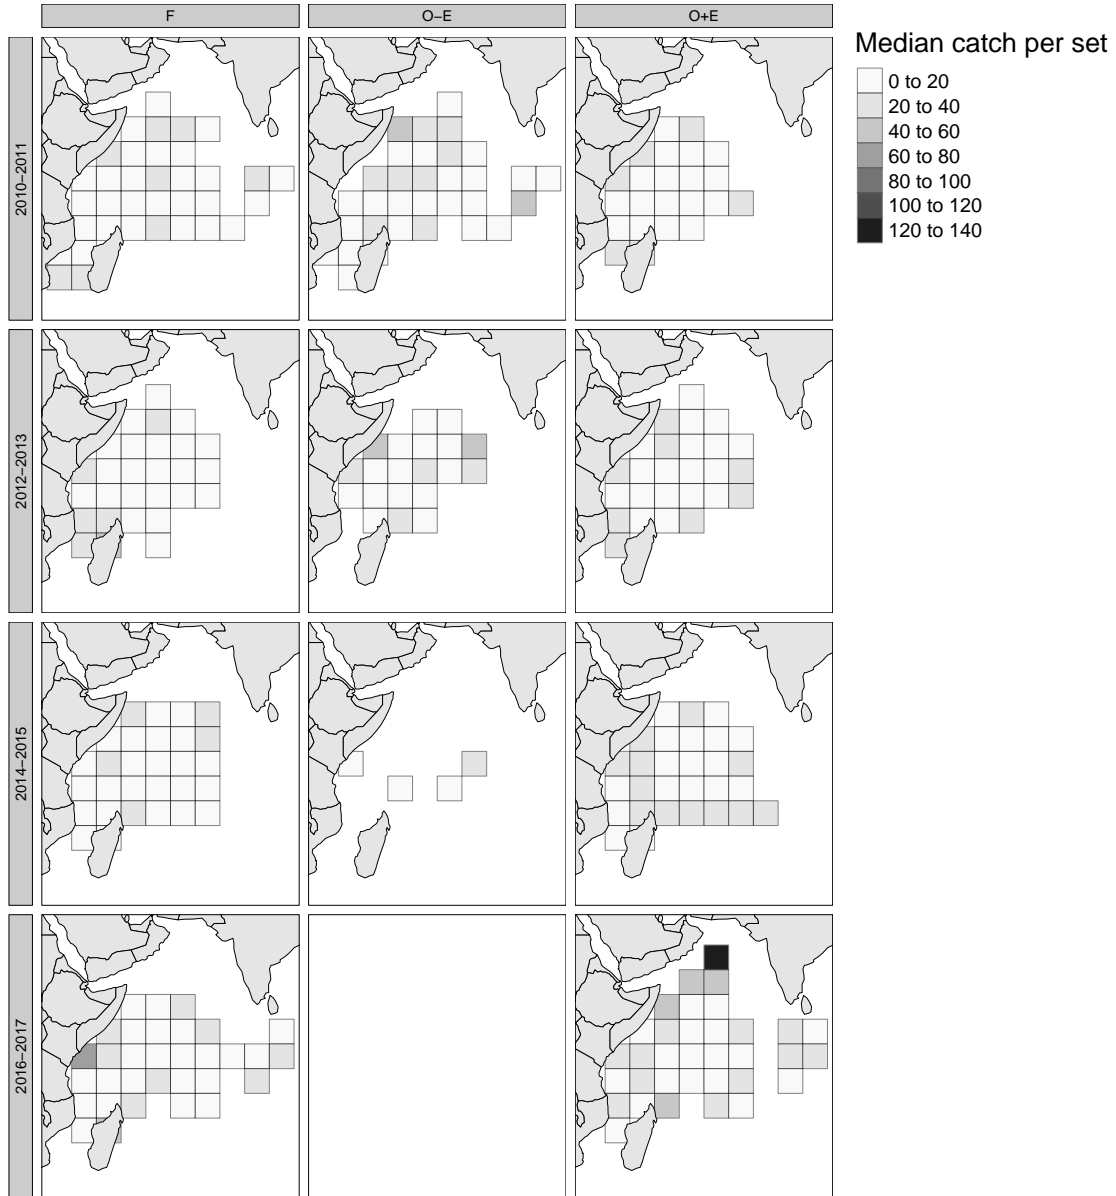 F
O−E
O+E
Median catch per set
0 to 20
20 to 40
40 to 60
60 to 80
80 to 100
100 to 120
120 to 140
2010−2011
2012−2013
2014−2015
2016−2017